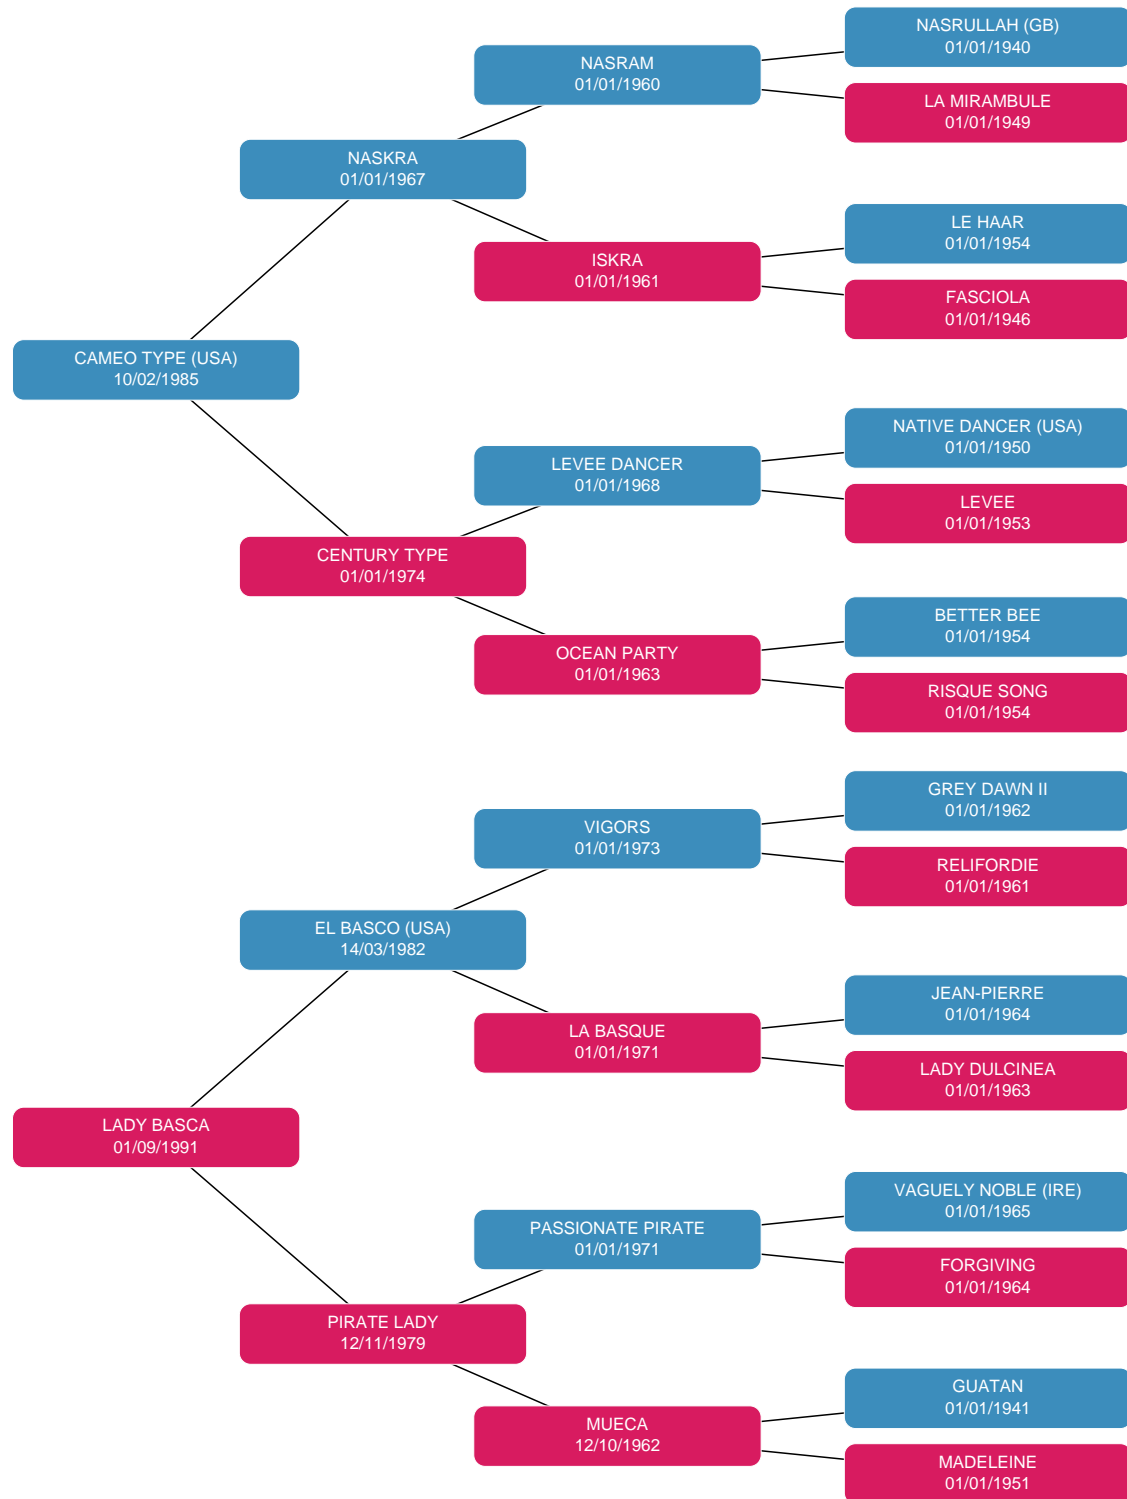 NASRULLAH (GB)
01/01/1940
NASRAM
01/01/1960
LA MIRAMBULE
01/01/1949
NASKRA
01/01/1967
LE HAAR
01/01/1954
ISKRA
01/01/1961
FASCIOLA
01/01/1946
CAMEO TYPE (USA)
10/02/1985
NATIVE DANCER (USA)
01/01/1950
LEVEE DANCER
01/01/1968
LEVEE
01/01/1953
CENTURY TYPE
01/01/1974
BETTER BEE
01/01/1954
OCEAN PARTY
01/01/1963
RISQUE SONG
01/01/1954
GREY DAWN II
01/01/1962
VIGORS
01/01/1973
RELIFORDIE
01/01/1961
EL BASCO (USA)
14/03/1982
JEAN-PIERRE
01/01/1964
LA BASQUE
01/01/1971
LADY DULCINEA
01/01/1963
LADY BASCA
01/09/1991
VAGUELY NOBLE (IRE)
01/01/1965
PASSIONATE PIRATE
01/01/1971
FORGIVING
01/01/1964
PIRATE LADY
12/11/1979
GUATAN
01/01/1941
MUECA
12/10/1962
MADELEINE
01/01/1951